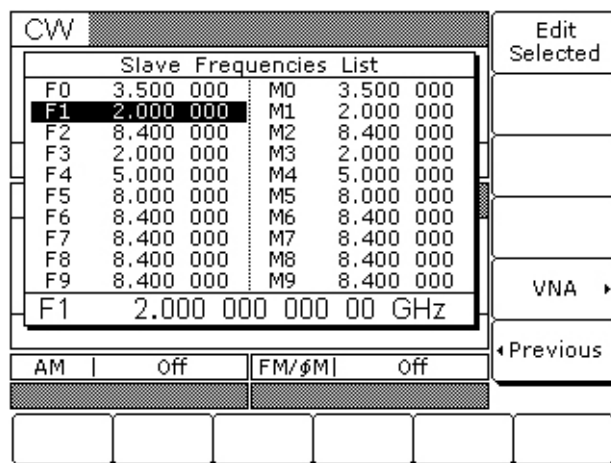 CW
Slave Frequencies List
F0 3.500 000 M0 3.500 000
F1 2.000 000 M1 2.000 000
F2 8.400 000 M2 8.400 000
F3 2.000 000 M3 2.000 000
F4 5.000 000 M4 5.000 000
F5 8.000 000 M5 8.000 000
F6 8.400 000 M6 8.400 000
F7 8.400 000 M7 8.400 000
F8 8.400 000 M8 8.400 000
F9 8.400 000 M9 8.400 000
F1 2.000 000 000 00 GHz
AM | Off FM/ϕM| Off
Edit
Selected
VNA
Previous